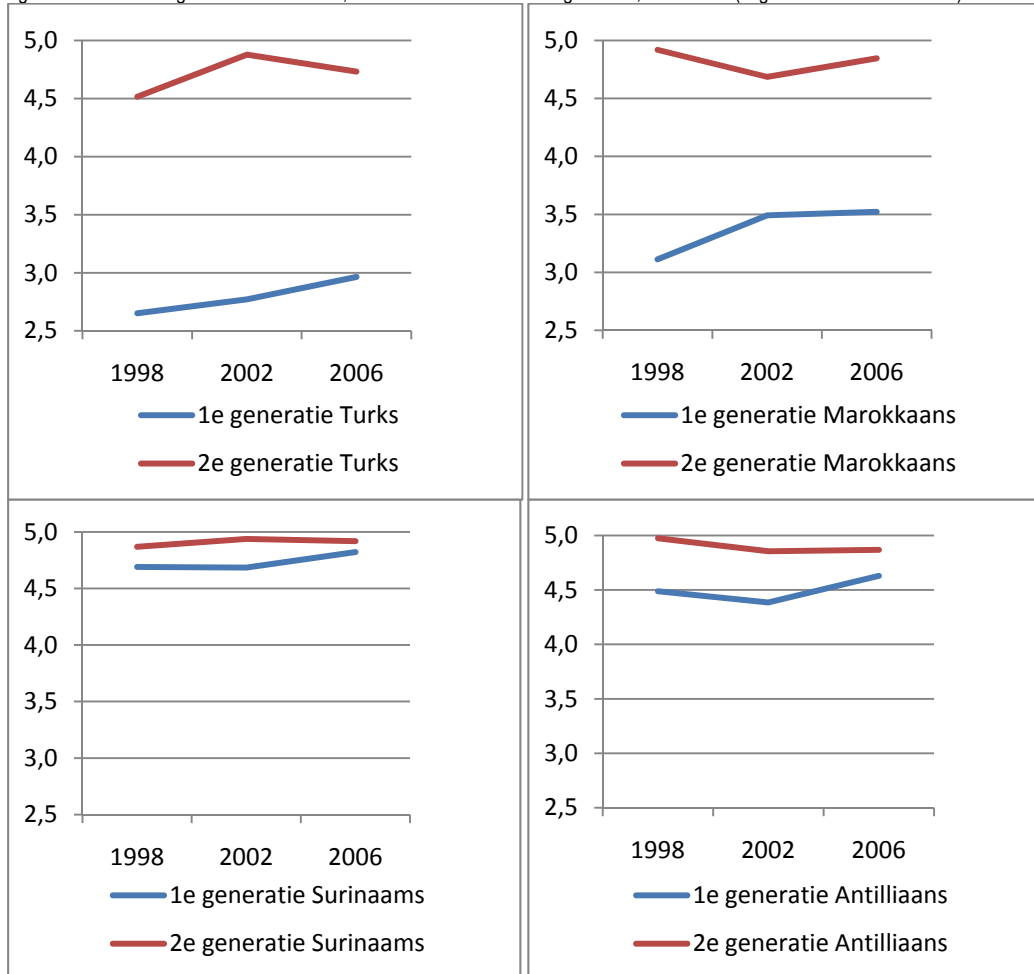 5,0
4,5
4,0
3,5
3,0
2,5
1998 2002 2006
1e generatie Turks
2e generatie Turks
5,0
4,5
4,0
3,5
3,0
2,5
1998 2002 2006
1e generatie Marokkaans
2e generatie Marokkaans
5,0
4,5
4,0
3,5
3,0
2,5
1998 2002 2006
1e generatie Surinaams
2e generatie Surinaams
5,0
4,5
4,0
3,5
3,0
2,5
1998 2002 2006
1e generatie Antilliaans
2e generatie Antilliaans